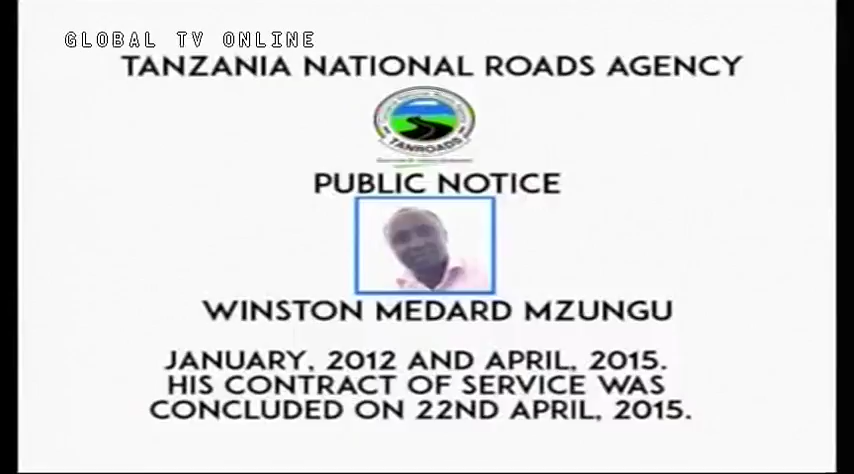 GLOBAL TV ONLINE
TANZANIA NATIONAL ROADS AGENCY
TANROADS
PUBLIC NOTICE
WINSTON MEDARD MZUNGU
JANUARY, 2012 AND APRIL, 2015.
HIS CONTRACT OF SERVICE WAS
CONCLUDED ON 22ND APRIL, 2015.